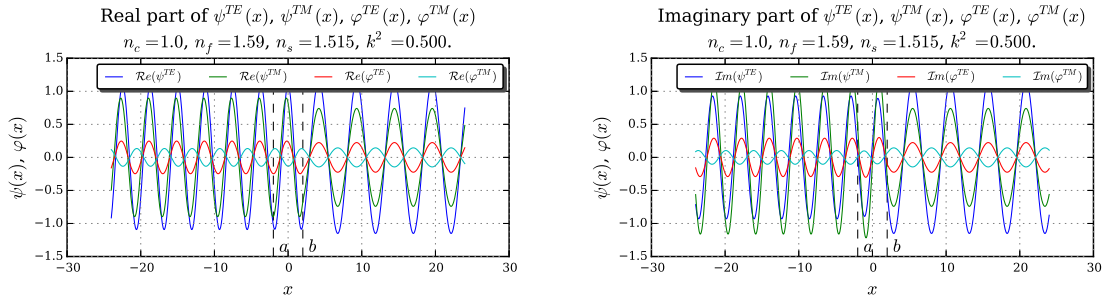 Real part of ψ^{TE}(x), ψ^{TM}(x), φ^{TE}(x), φ^{TM}(x)
n_c =1.0, n_f =1.59, n_s =1.515, k² =0.500.
1.5
1.0
0.5
0.0
−0.5
−1.0
−1.5
ψ(x), φ(x)
Re(ψ^{TE})
Re(ψ^{TM})
Re(φ^{TE})
Re(φ^{TM})
a
b
−30
−20
−10
0
10
20
30
x
Imaginary part of ψ^{TE}(x), ψ^{TM}(x), φ^{TE}(x), φ^{TM}(x)
n_c =1.0, n_f =1.59, n_s =1.515, k² =0.500.
1.5
1.0
0.5
0.0
−0.5
−1.0
−1.5
ψ(x), φ(x)
Im(ψ^{TE})
Im(ψ^{TM})
Im(φ^{TE})
Im(φ^{TM})
a
b
−30
−20
−10
0
10
20
30
x